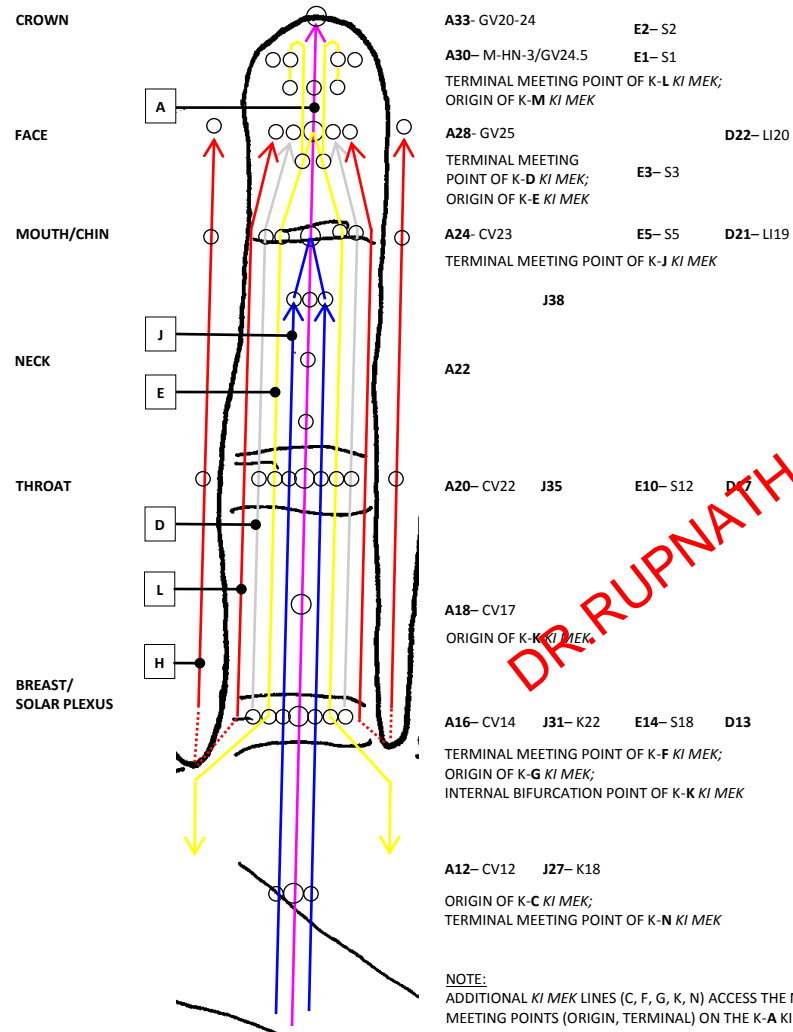 CROWN
A33- GV20-24
E2– S2
A30– M-HN-3/GV24.5
E1– S1
TERMINAL MEETING POINT OF K-L KI MEK;
ORIGIN OF K-M KI MEK
A
FACE
A28- GV25
D22– LI20
TERMINAL MEETING
POINT OF K-D KI MEK;
ORIGIN OF K-E KI MEK
E3– S3
MOUTH/CHIN
A24- CV23
E5– S5
D21– LI19
TERMINAL MEETING POINT OF K-J KI MEK
J38
J
NECK
A22
E
THROAT
A20– CV22
J35
E10– S12
D
L
A18– CV17
ORIGIN OF K-K KI MEK
H
BREAST/
SOLAR PLEXUS
A16– CV14
J31– K22
E14– S18
D13
TERMINAL MEETING POINT OF K-F KI MEK;
ORIGIN OF K-G KI MEK;
INTERNAL BIFURCATION POINT OF K-K KI MEK
A12– CV12
J27– K18
ORIGIN OF K-C KI MEK;
TERMINAL MEETING POINT OF K-N KI MEK
NOTE:
ADDITIONAL KI MEK LINES (C, F, G, K, N) ACCESS THE
MEETING POINTS (ORIGIN, TERMINAL) ON THE K-A KI
DR.RUPNATH